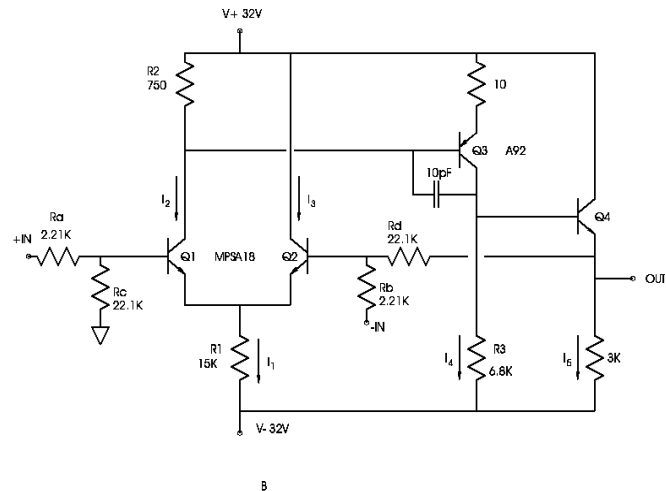 V+ 32V
R2
750
10
Q3
A92
10pF
I2
I3
Ra
2.21K
+IN
Q1
MPSA18
Q2
Rd
22.1K
Q4
Rc
22.1K
Rb
2.21K
-IN
OUT
R1
15K
I1
I4
R3
6.8K
I5
3K
V- 32V
B